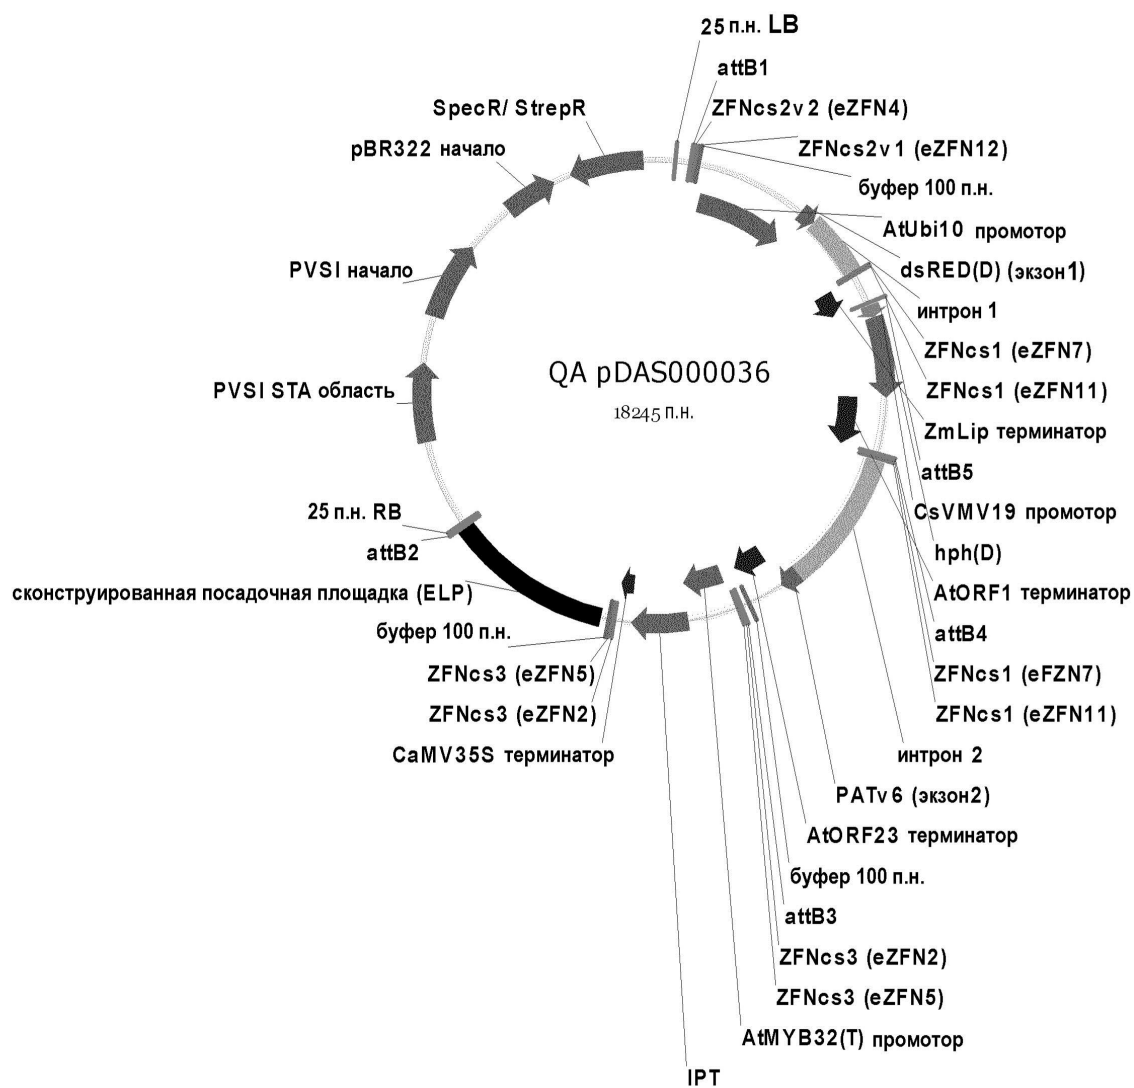 25 п.н. LB
attB1
SpecR/ StrepR
ZFNcs2v2 (eZFN4)
pBR322 начало
ZFNcs2v1 (eZFN12)
буфер 100 п.н.
AtUbi10 промотор
PVSI начало
dsRED(D) (экзон1)
интрон 1
ZFNcs1 (eZFN7)
QA pDAS000036
18245 п.н.
PVSI STA область
ZFNcs1 (eZFN11)
ZmLip терминатор
attB5
25 п.н. RB
CsVMV19 промотор
attB2
hph(D)
сконструированная посадочная площадка (ELP)
AtORF1 терминатор
буфер 100 п.н.
attB4
ZFNcs3 (eZFN5)
ZFNcs1 (eFZN7)
ZFNcs3 (eZFN2)
ZFNcs1 (eZFN11)
CaMV35S терминатор
интрон 2
PATv6 (экзон2)
AtORF23 терминатор
буфер 100 п.н.
attB3
ZFNcs3 (eZFN2)
ZFNcs3 (eZFN5)
AtMYB32(T) промотор
IPT